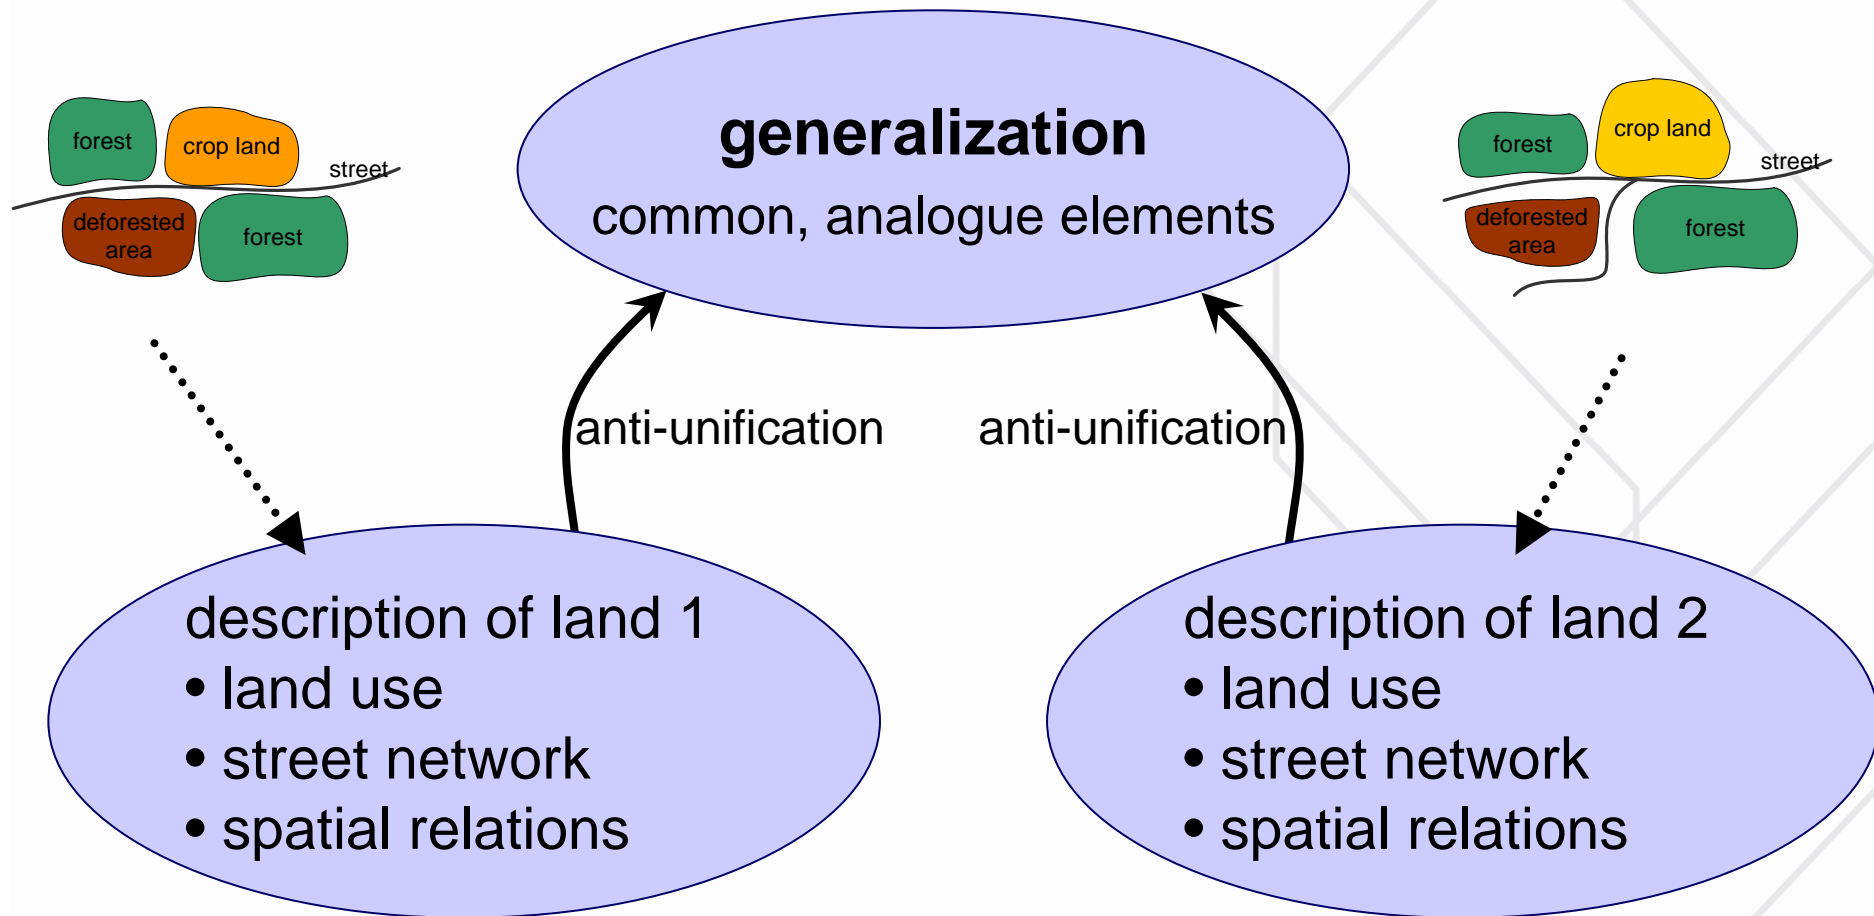 generalization
common, analogue elements
forest
crop land
street
deforested
area
forest
forest
crop land
street
deforested
area
forest
anti-unification
anti-unification
description of land 1
• land use
• street network
• spatial relations
description of land 2
• land use
• street network
• spatial relations